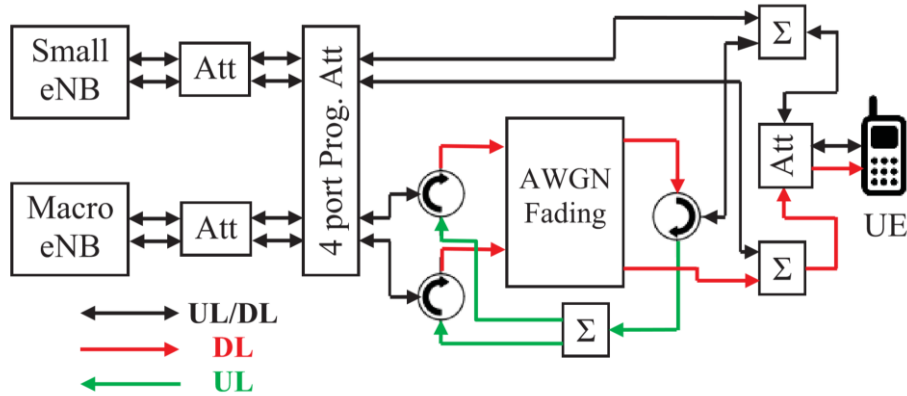 Small
eNB
Att
4 port Prog. Att
Σ
AWGN
Fading
Att
UE
Macro
eNB
Att
Σ
Σ
UL/DL
DL
UL